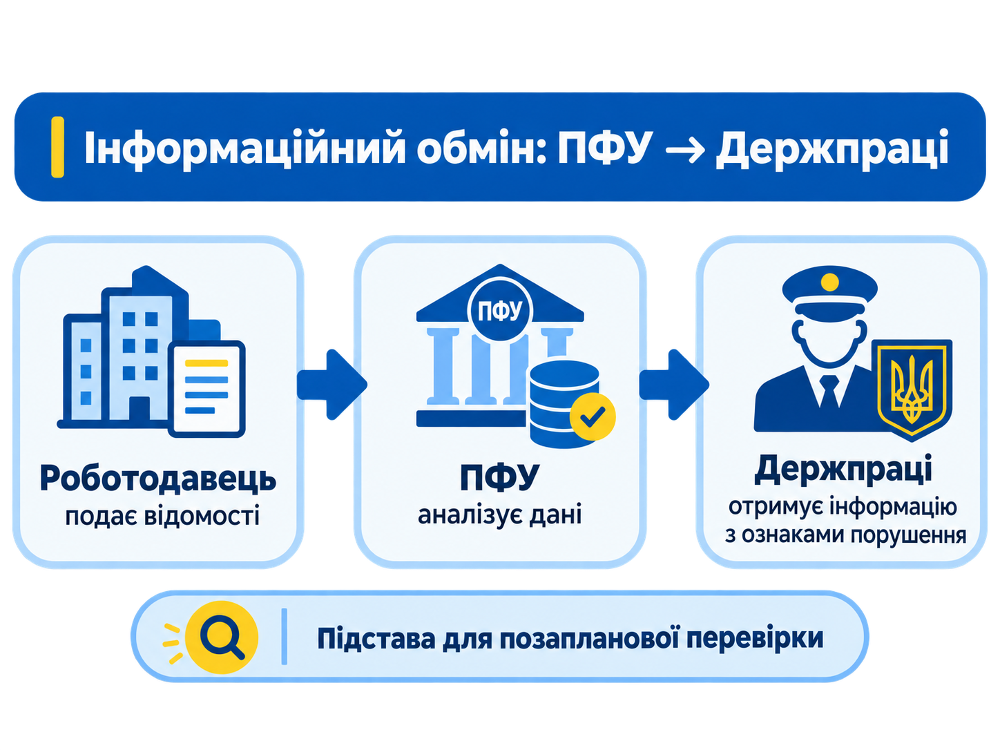 Інформаційний обмін: ПФУ → Держпраці
ПФУ
Роботодавець
подає відомості
ПФУ
аналізує дані
Держпраці
отримує інформацію
з ознаками порушення
Підстава для позапланової перевірки